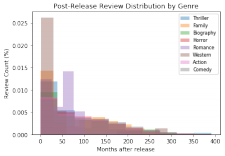 Post-Release Review Distribution by Genre
Thriller
Family
Biography
Horror
Romance
Western
Action
Comedy
Review Count (%)
0.025
0.020
0.015
0.010
0.005
0.000
0 50 100 150 200 250 300 350 400
Months after release